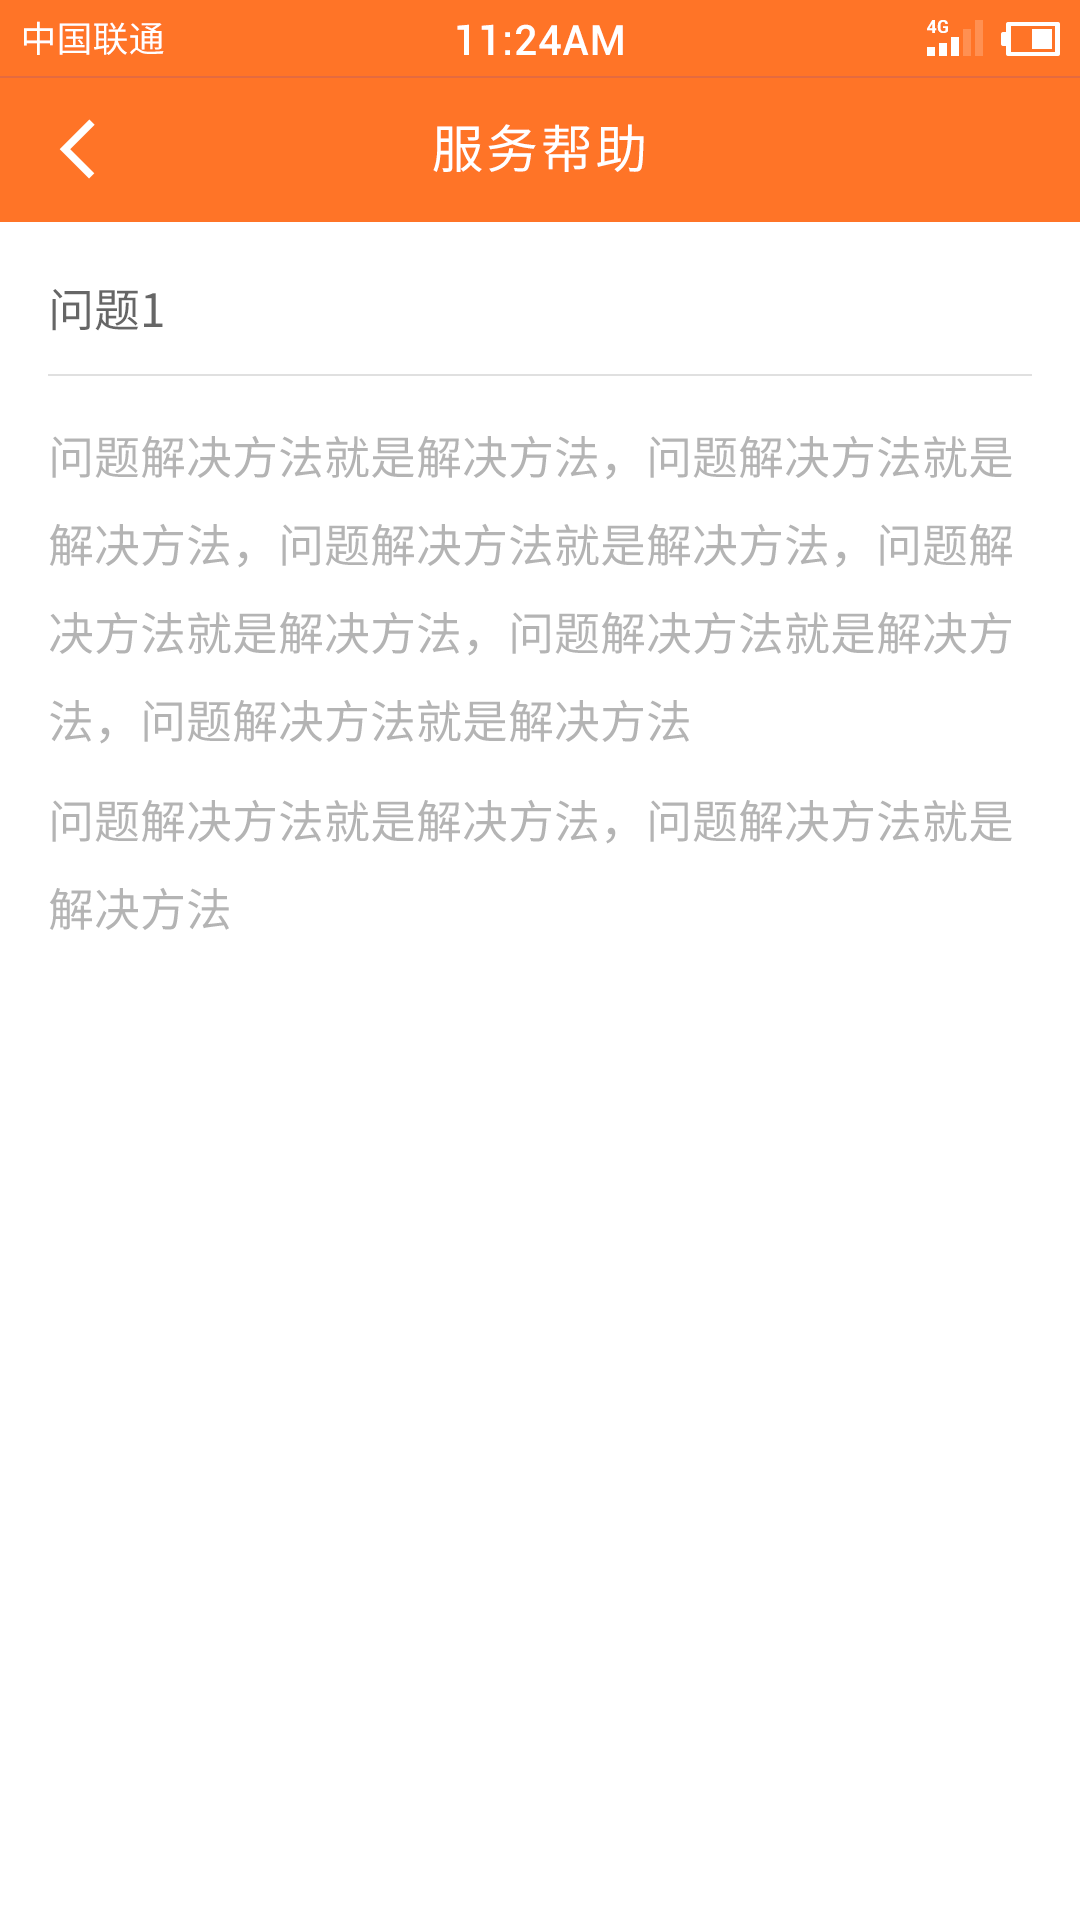 中国联通 11:24AM 4G
服务帮助
问题1
问题解决方法就是解决方法，问题解决方法就是
解决方法，问题解决方法就是解决方法，问题解
决方法就是解决方法，问题解决方法就是解决方
法，问题解决方法就是解决方法
问题解决方法就是解决方法，问题解决方法就是
解决方法